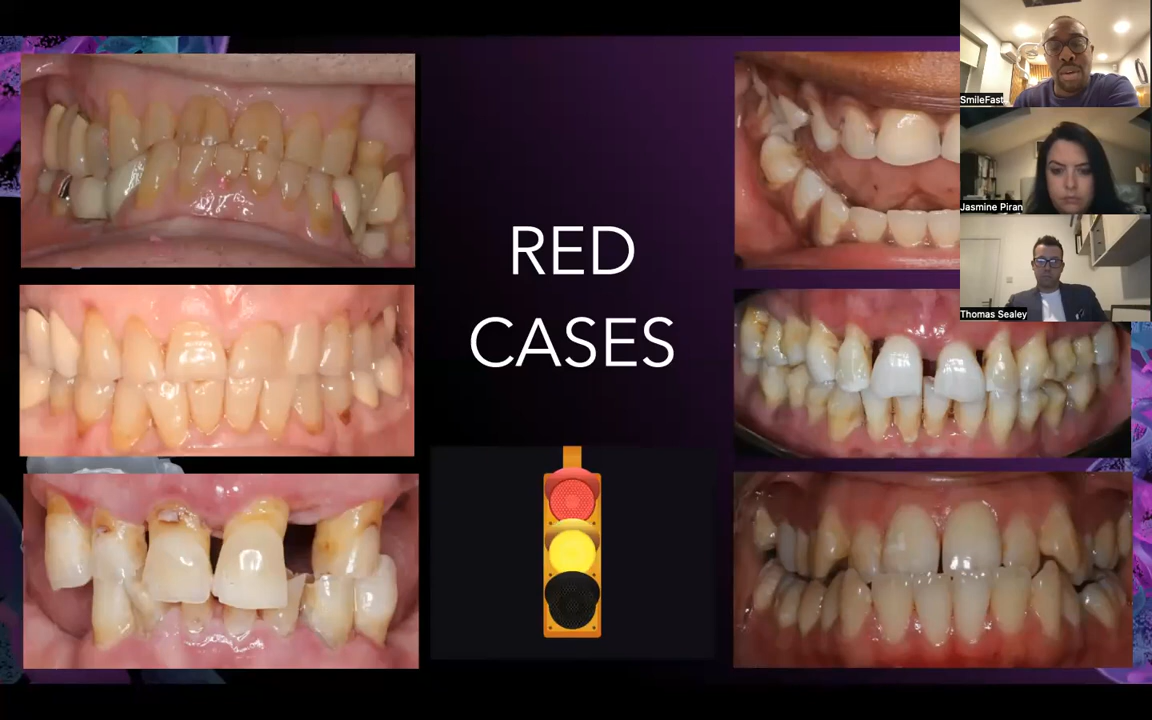 RED
CASES
SmileFast
Jasmine Piran
Thomas Sealey